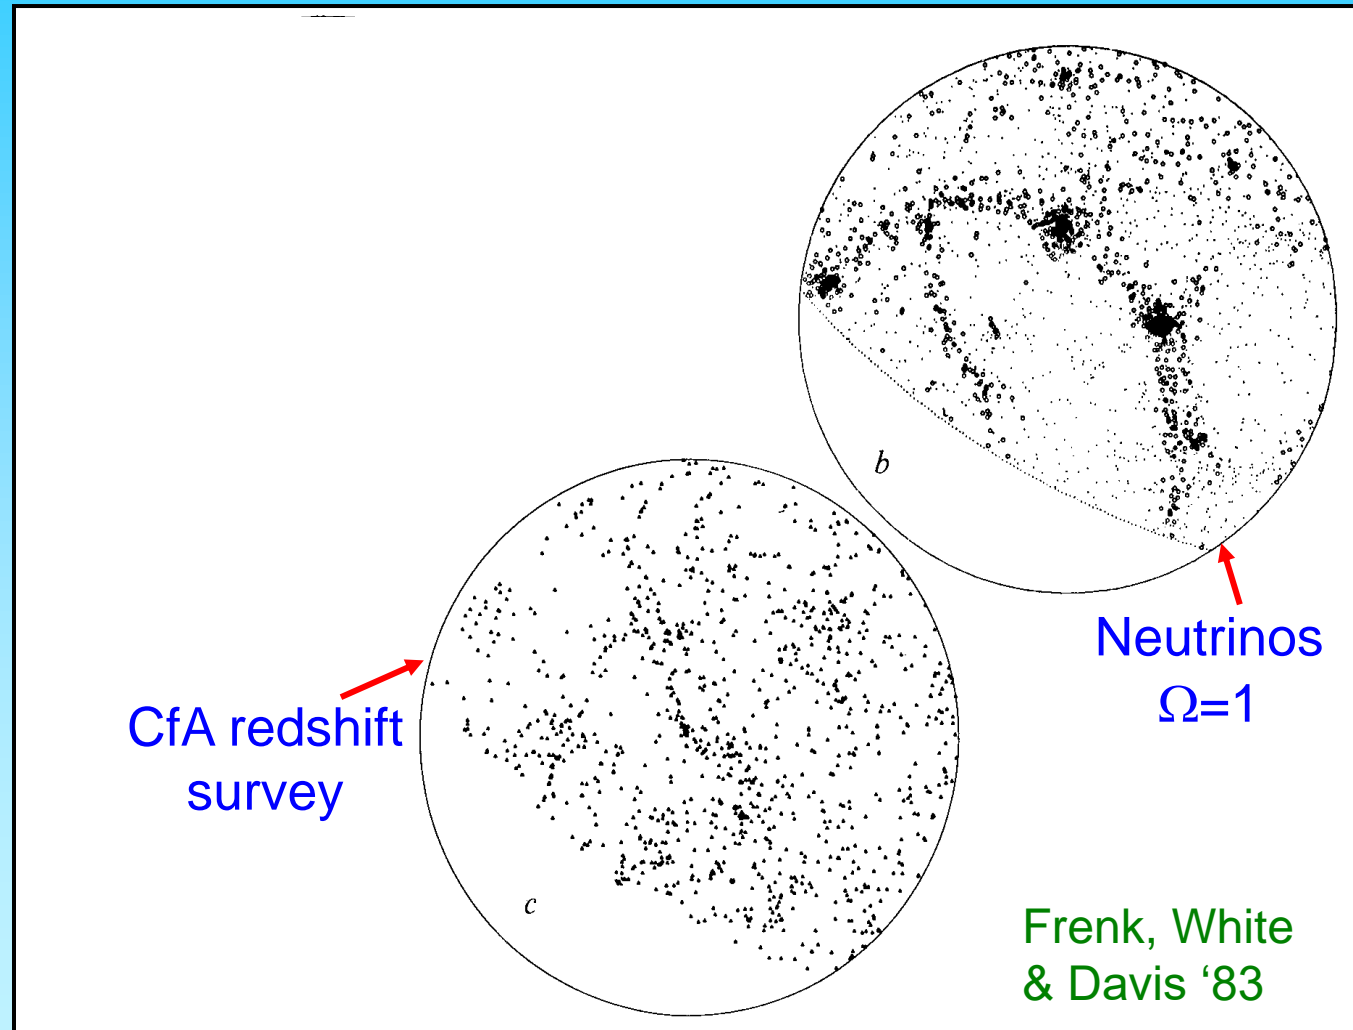 b
Neutrinos
Ω=1
CfA redshift
survey
c
Frenk, White
& Davis ‘83